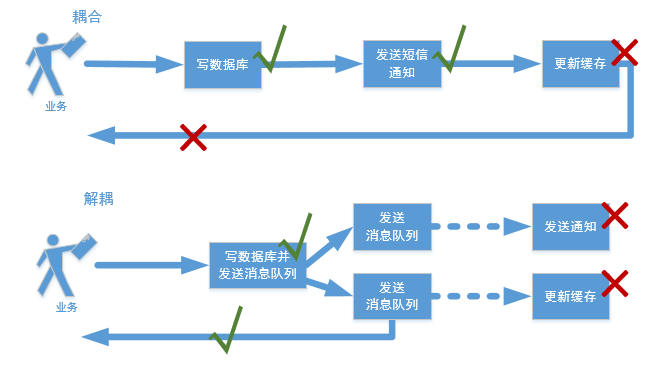 耦合
写数据库
发送短信
通知
更新缓存
业务
解耦
发送
消息队列
发送通知
写数据库并
发送消息队列
发送
消息队列
更新缓存
业务